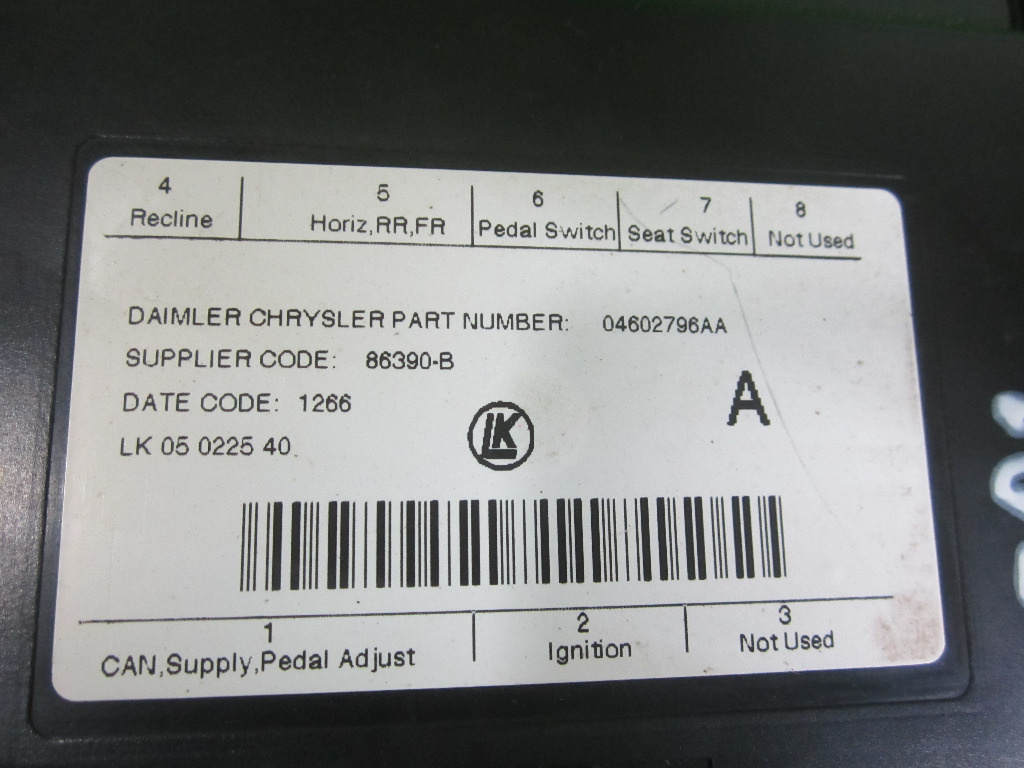 4 5 6 7 8
Recline Horiz,RR,FR Pedal Switch Seat Switch Not Used
DAIMLER CHRYSLER PART NUMBER: 04602796AA
SUPPLIER CODE: 86390-B
DATE CODE: 1266
A
LK 05 0225 40
LK
1 2 3
CAN,Supply,Pedal Adjust Ignition Not Used